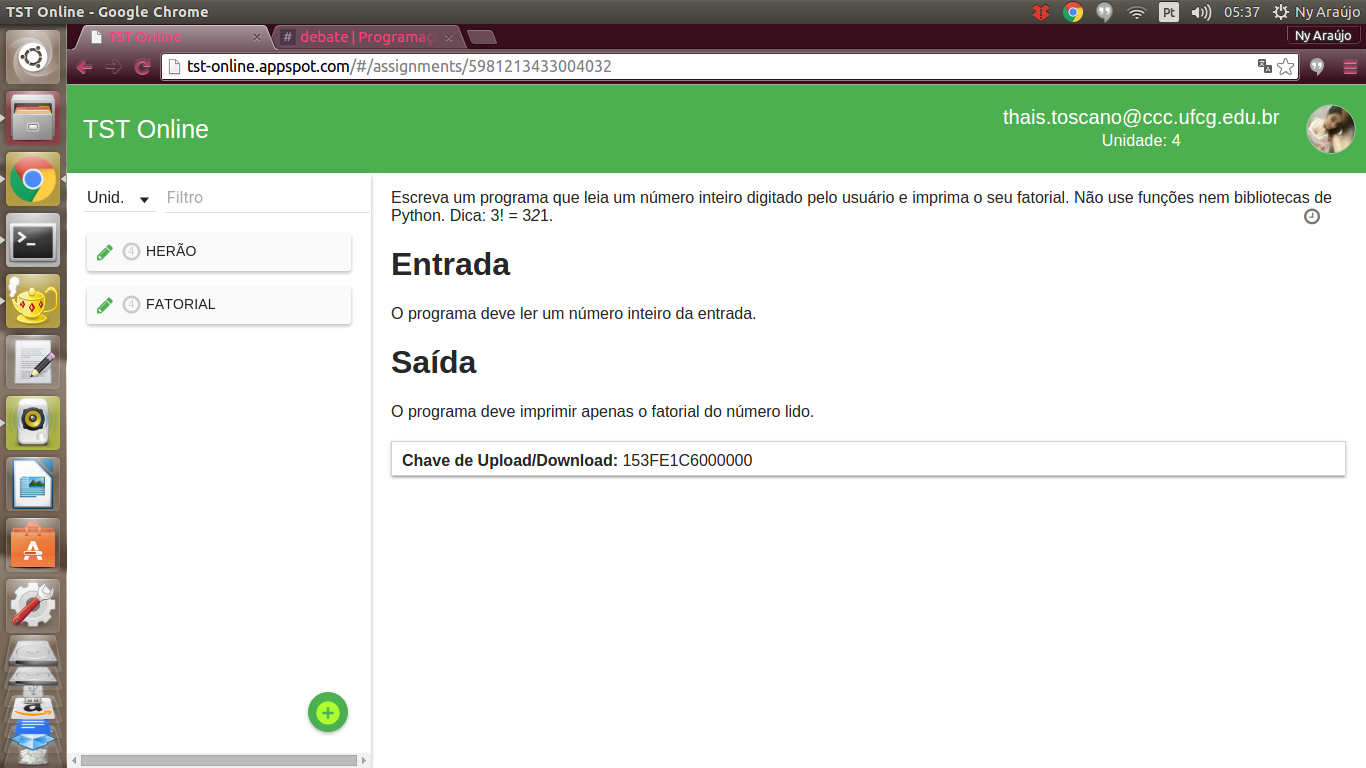 TST Online - Google Chrome
Pt
05:37
Ny Araújo
TST Online
# debate | Programaçã
Ny Araújo
tst-online.appspot.com/#/assignments/5981213433004032
TST Online
thais.toscano@ccc.ufcg.edu.br
Unidade: 4
Unid.
Filtro
4 HERÃO
4 FATORIAL
Escreva um programa que leia um número inteiro digitado pelo usuário e imprima o seu fatorial. Não use funções nem bibliotecas de
Python. Dica: 3! = 321.
Entrada
O programa deve ler um número inteiro da entrada.
Saída
O programa deve imprimir apenas o fatorial do número lido.
Chave de Upload/Download: 153FE1C6000000